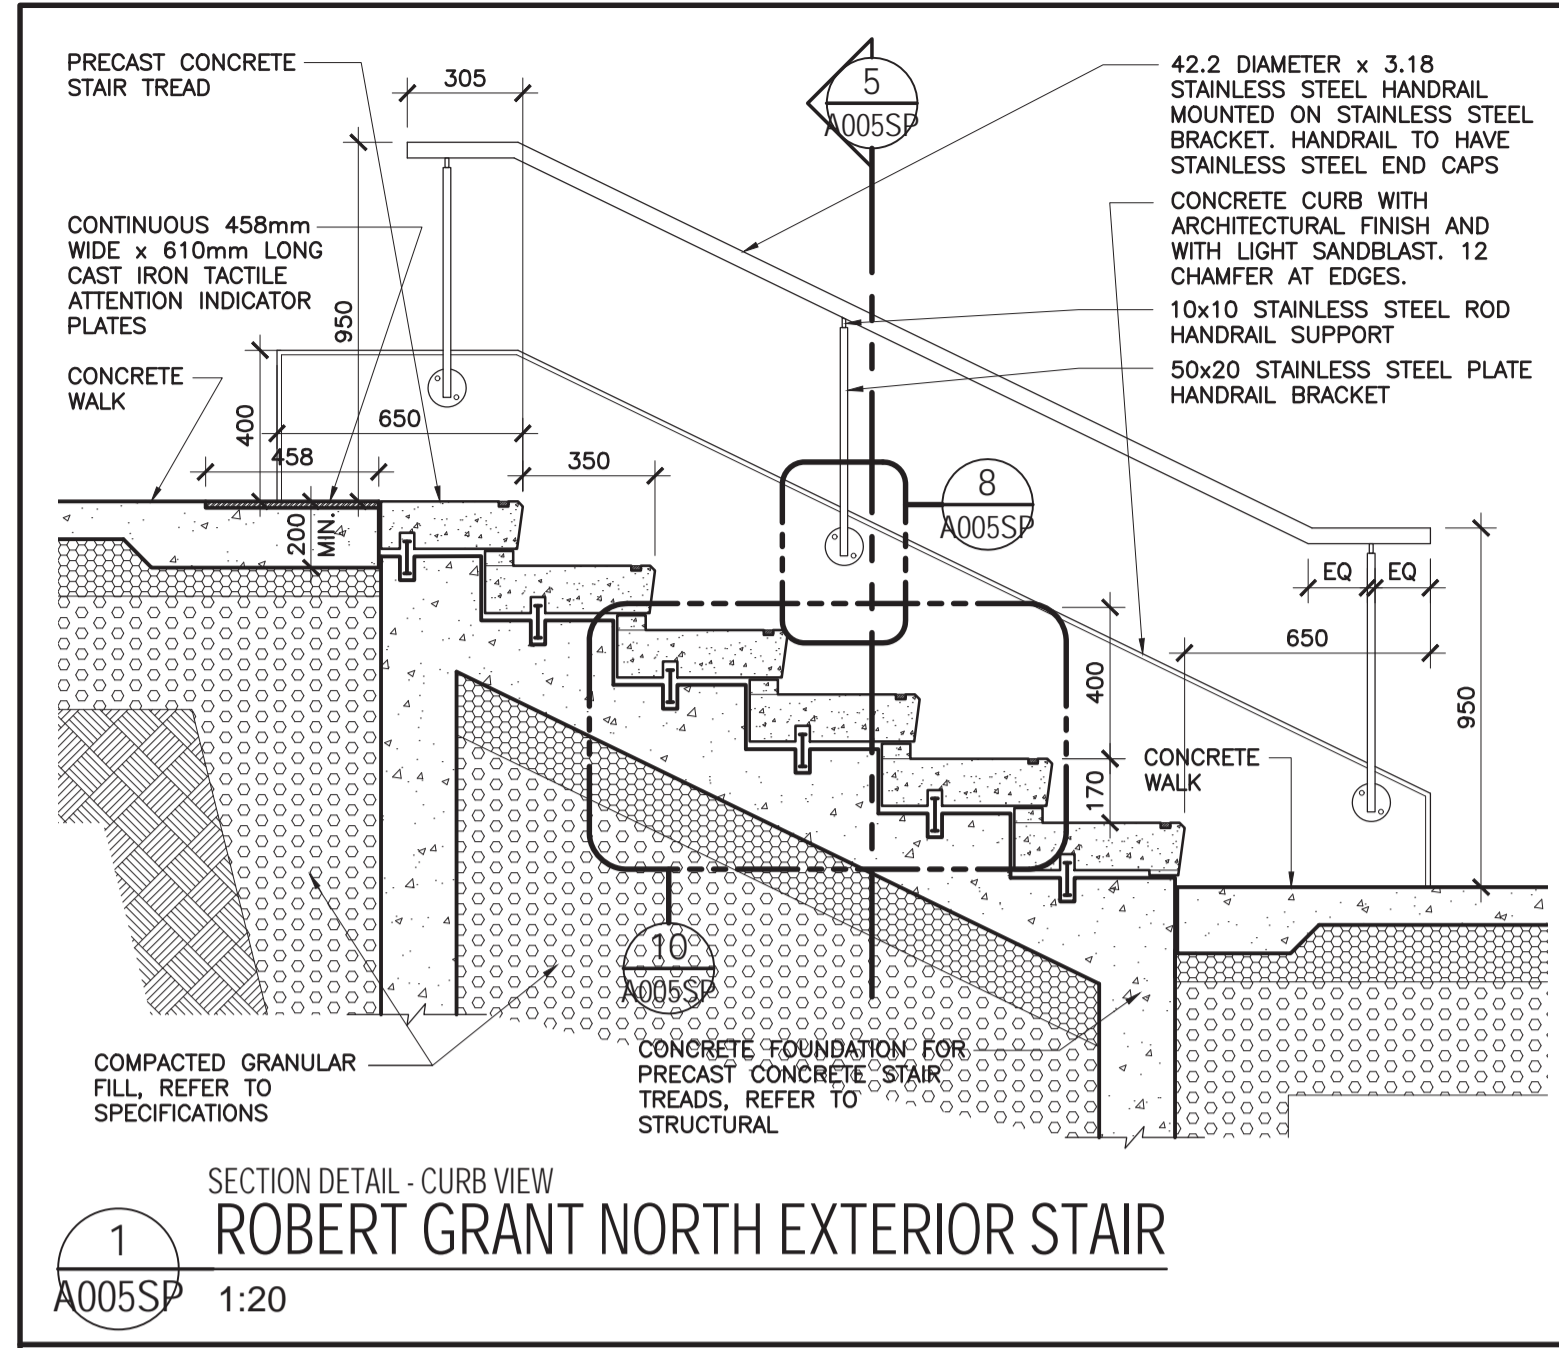 PRECAST CONCRETE
STAIR TREAD
305
5
A005SP
42.2 DIAMETER x 3.18
STAINLESS STEEL HANDRAIL
MOUNTED ON STAINLESS STEEL
BRACKET. HANDRAIL TO HAVE
STAINLESS STEEL END CAPS
CONTINUOUS 458mm
WIDE x 610mm LONG
CAST IRON TACTILE
ATTENTION INDICATOR
PLATES
950
CONCRETE CURB WITH
ARCHITECTURAL FINISH AND
WITH LIGHT SANDBLAST. 12
CHAMFER AT EDGES.
10x10 STAINLESS STEEL ROD
HANDRAIL SUPPORT
50x20 STAINLESS STEEL PLATE
HANDRAIL BRACKET
CONCRETE
WALK
400
650
458
350
200
MIN.
8
A005SP
EQ
EQ
650
400
170
950
CONCRETE
WALK
10
A005SP
COMPACTED GRANULAR
FILL, REFER TO
SPECIFICATIONS
CONCRETE FOUNDATION FOR
PRECAST CONCRETE STAIR
TREADS, REFER TO
STRUCTURAL
SECTION DETAIL - CURB VIEW
1
ROBERT GRANT NORTH EXTERIOR STAIR
A005SP
1:20